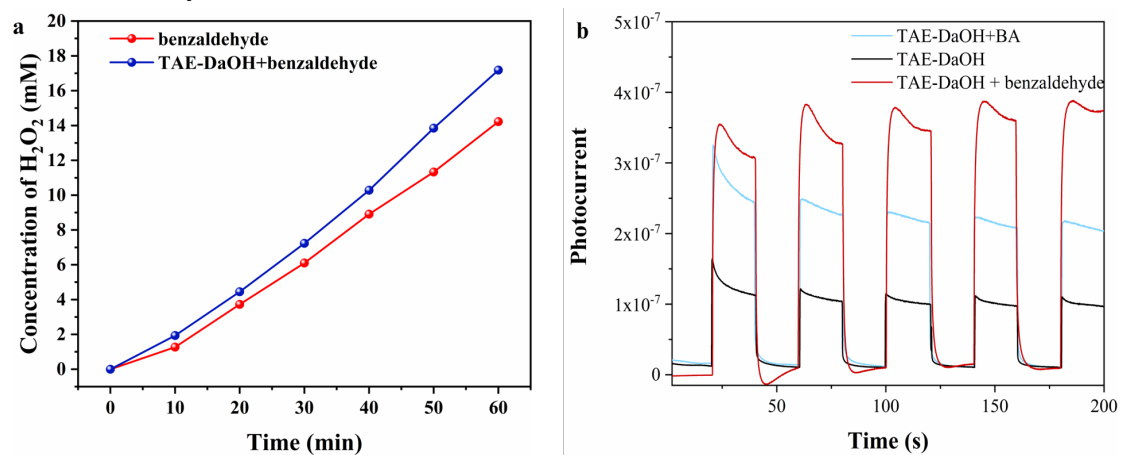 a
benzaldehyde
TAE-DaOH+benzaldehyde
Concentration of H₂O₂ (mM)
20
18
16
14
12
10
8
6
4
2
0
0 10 20 30 40 50 60
Time (min)
b
TAE-DaOH+BA
TAE-DaOH
TAE-DaOH + benzaldehyde
Photocurrent
5x10⁻⁷
4x10⁻⁷
3x10⁻⁷
2x10⁻⁷
1x10⁻⁷
0
50 100 150 200
Time (s)